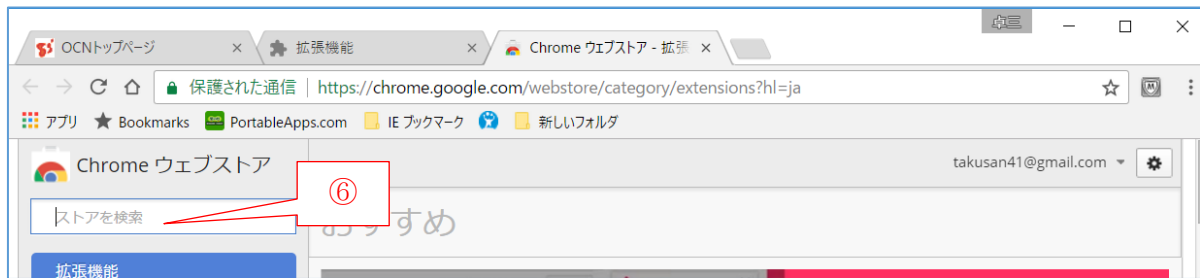 卓三
OCNトップページ 拡張機能 Chrome ウェブストア - 拡張
保護された通信 https://chrome.google.com/webstore/category/extensions?hl=ja
アプリ Bookmarks PortableApps.com IE ブックマーク 新しいフォルダ
Chrome ウェブストア takusan41@gmail.com
⑥
ストアを検索
おすすめ
拡張機能